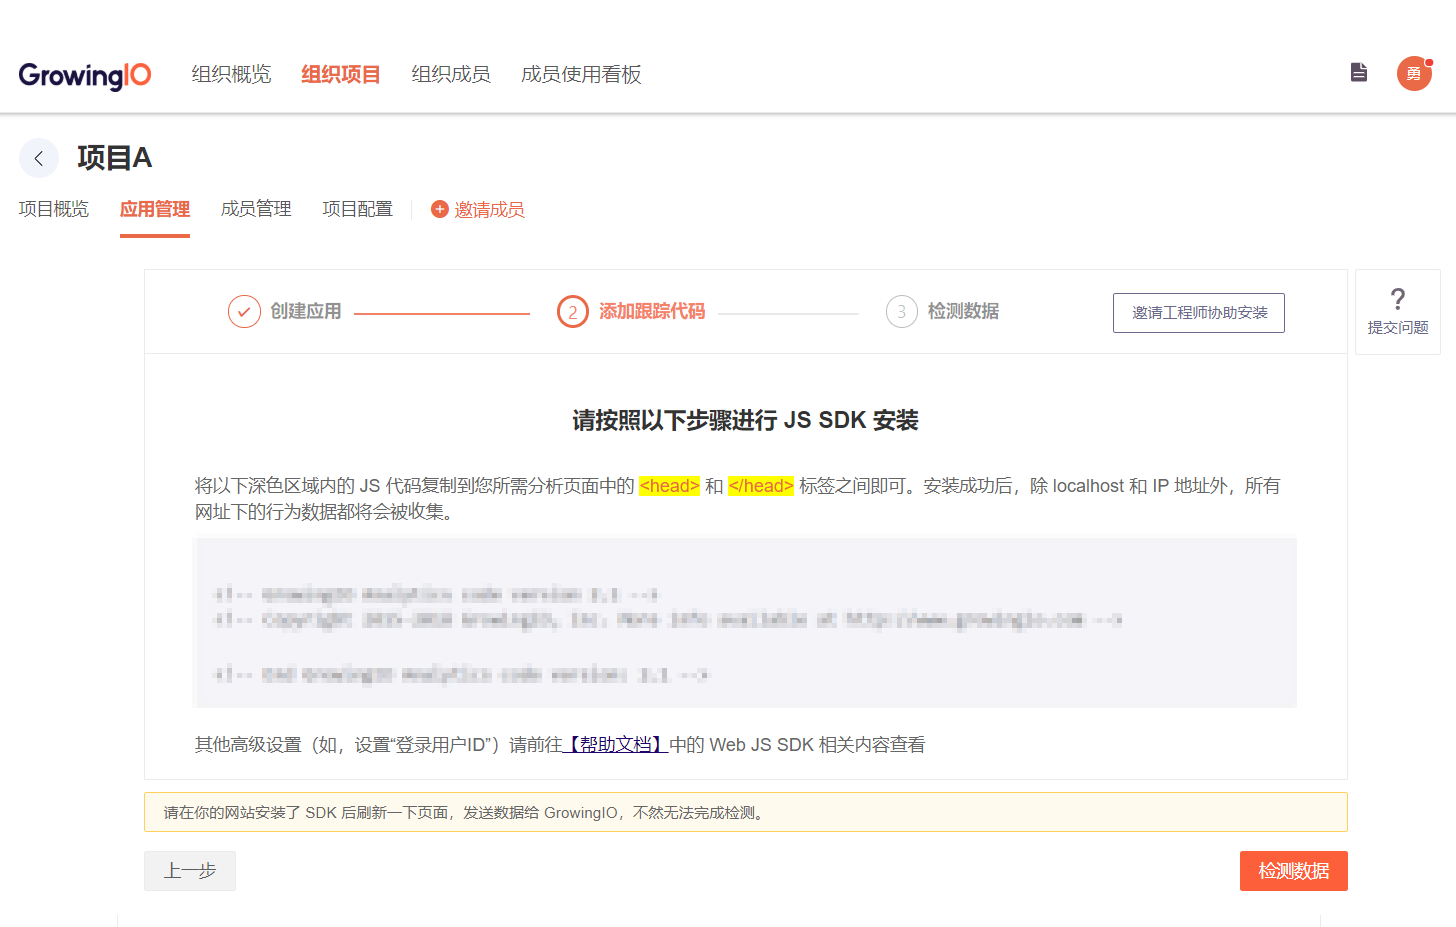 GrowingIO 组织概览 组织项目 组织成员 成员使用看板 勇
项目A
项目概览 应用管理 成员管理 项目配置 邀请成员
创建应用 2 添加跟踪代码 3 检测数据 邀请工程师协助安装
? 提交问题
请按照以下步骤进行 JS SDK 安装
将以下深色区域内的 JS 代码复制到您所需分析页面中的 <head> 和 </head> 标签之间即可。安装成功后，除 localhost 和 IP 地址外，所有
网址下的行为数据都将会被收集。
其他高级设置（如，设置“登录用户ID”）请前往【帮助文档】中的 Web JS SDK 相关内容查看
请在你的网站安装了 SDK 后刷新一下页面，发送数据给 GrowingIO，不然无法完成检测。
上一步 检测数据